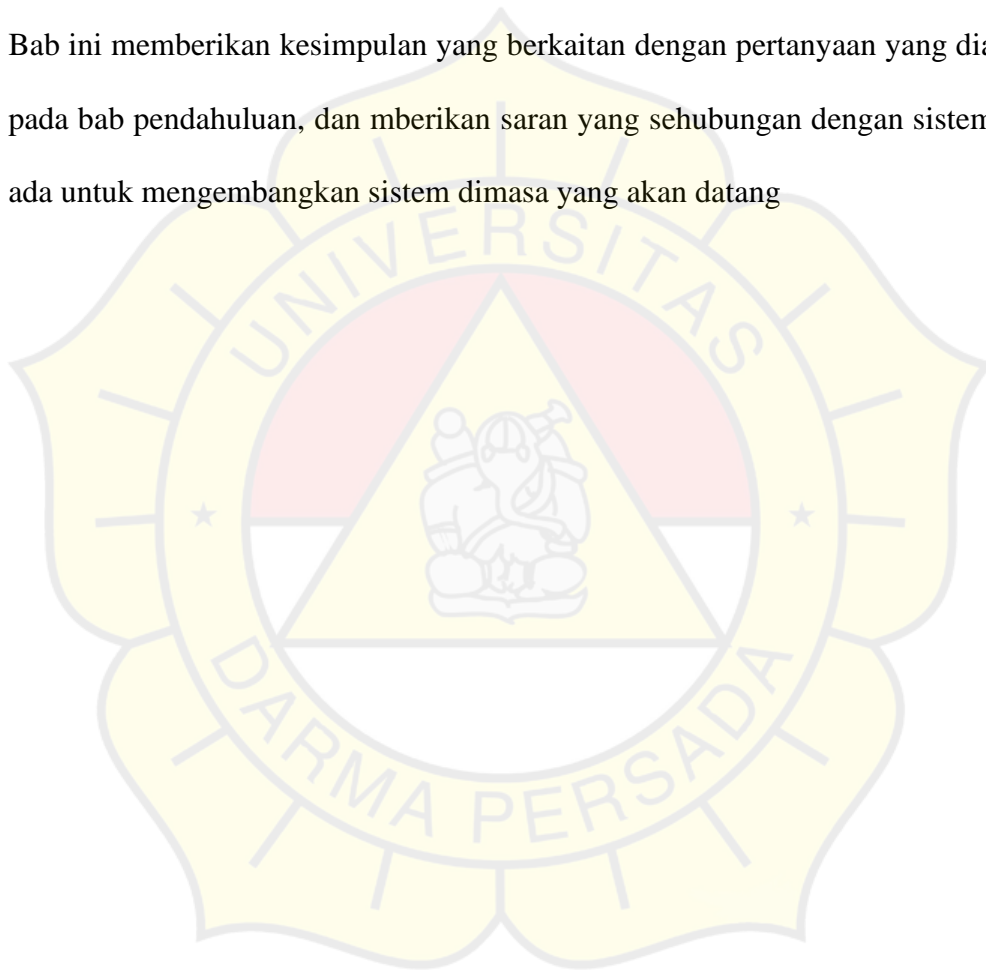 Bab ini memberikan kesimpulan yang berkaitan dengan pertanyaan yang
pada bab pendahuluan, dan mberikan saran yang sehubungan dengan sistem
ada untuk mengembangkan sistem dimasa yang akan datang
UNIVERSITAS
DARMA PERSADA